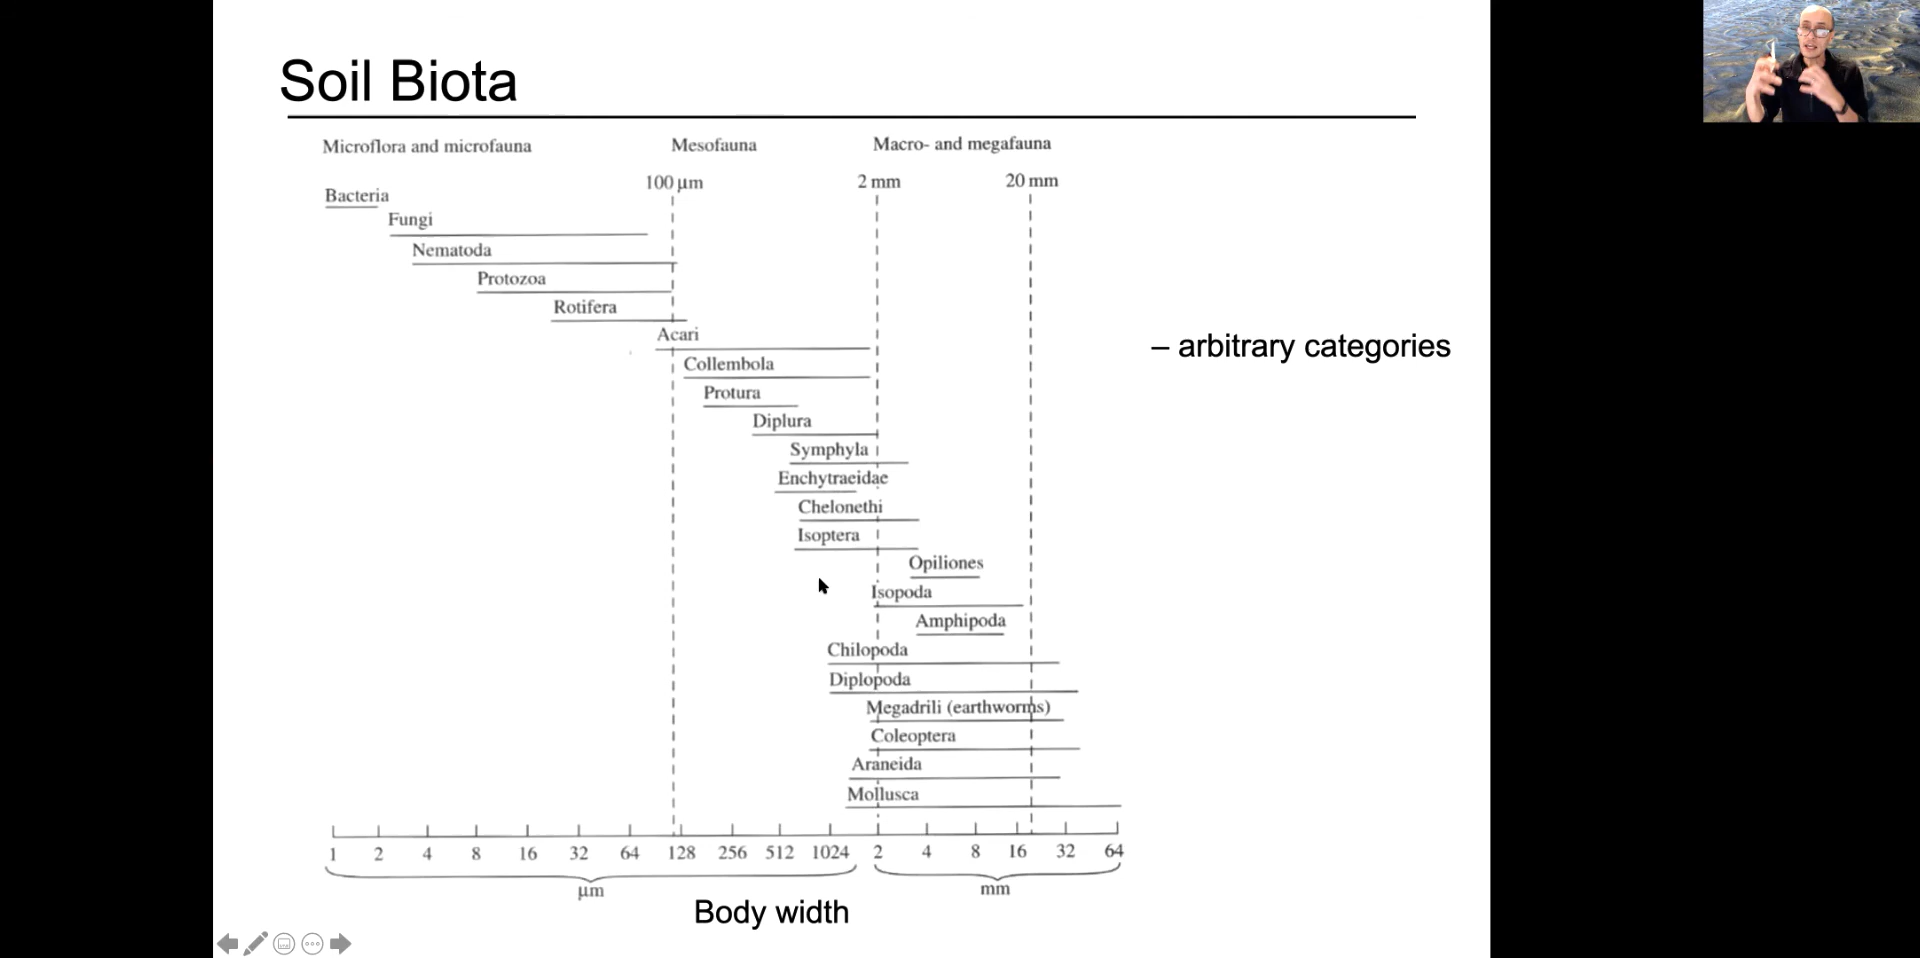 Soil Biota
Microflora and microfauna Mesofauna Macro- and megafauna
100 µm 2 mm 20 mm
Bacteria
Fungi
Nematoda
Protozoa
Rotifera
Acari
– arbitrary categories
Collembola
Protura
Diplura
Symphyla
Enchytraeidae
Chelonethi
Isoptera
Opiliones
Isopoda
Amphipoda
Chilopoda
Diplopoda
Megadrili (earthworms)
Coleoptera
Araneida
Mollusca
1 2 4 8 16 32 64 128 256 512 1024 2 4 8 16 32 64
µm mm
Body width